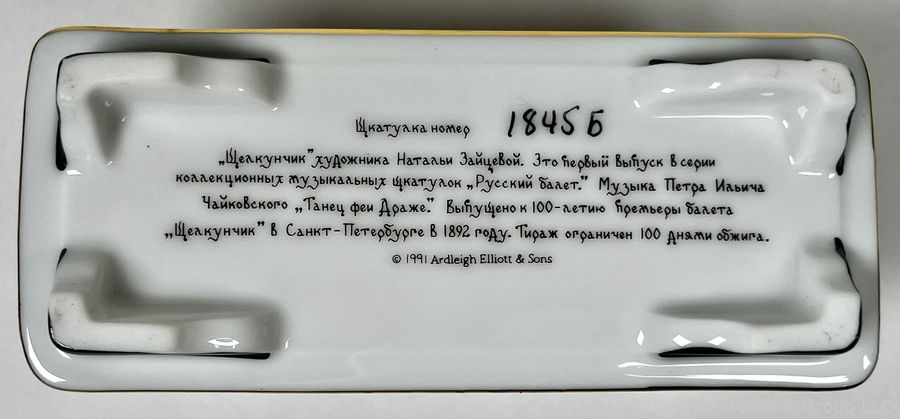 Шкатулка номер 1845 Б
„Щелкунчик" художника Натальи Зайцевой. Это первый выпуск в серии
коллекционных музыкальных шкатулок „Русский балет." Музыка Петра Ильича
Чайковского „Танец феи Драже." Выпущено к 100-летию премьеры балета
„Щелкунчик" в Санкт-Петербурге в 1892 году. Тираж ограничен 100 днями обжига.
© 1991 Ardleigh Elliott & Sons